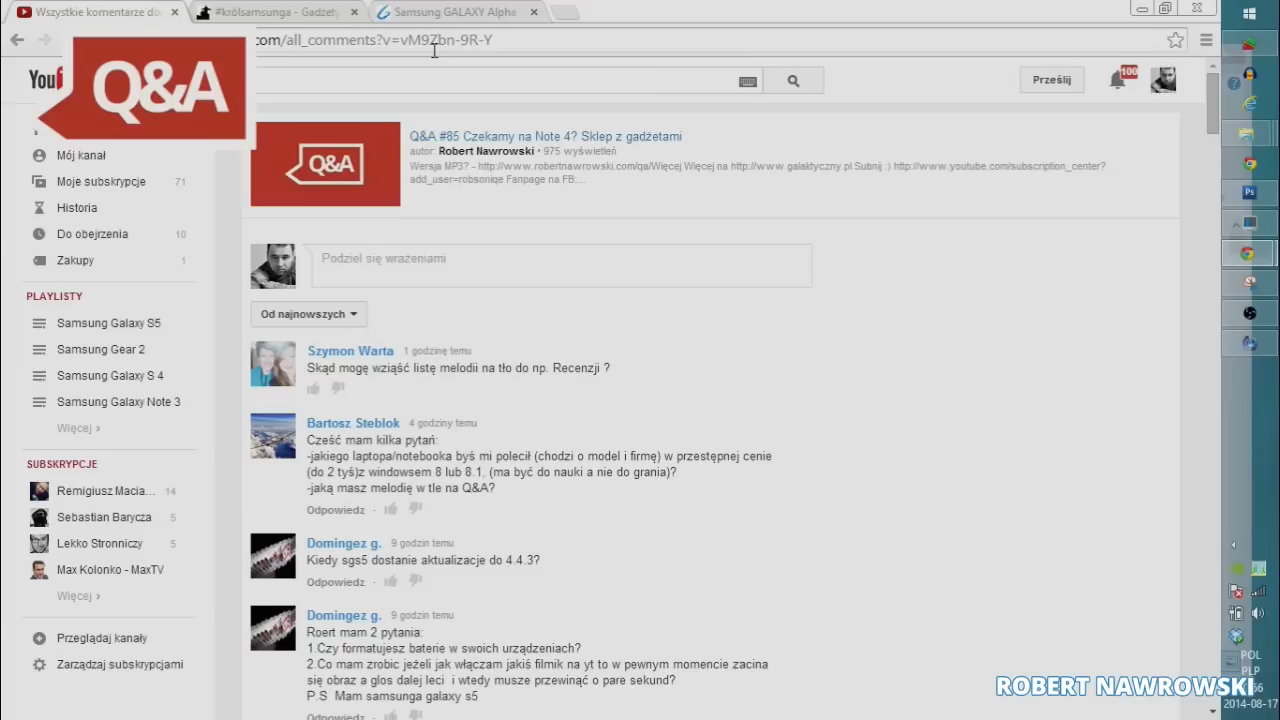 Wszystkie komentarze do
#królsamsunga - Gadżety
Samsung GALAXY Alpha
com/all_comments?v=vM9Zbn-9R-Y
You
Q&A
Prześlij
100
Mój kanał
Moje subskrypcje 71
Historia
Do obejrzenia 10
Zakupy 1
PLAYLISTY
Samsung Galaxy S5
Samsung Gear 2
Samsung Galaxy S 4
Samsung Galaxy Note 3
Więcej ›
SUBSKRYPCJE
Remigiusz Macia... 14
Sebastian Barycza 5
Lekko Stronniczy 5
Max Kolonko - MaxTV
Więcej ›
Przeglądaj kanały
Zarządzaj subskrypcjami
Q&A
Q&A #85 Czekamy na Note 4? Sklep z gadżetami
autor: Robert Nawrowski • 975 wyświetleń
Wersja MP3? - http://www.robertnawrowski.com/qa/Więcej Więcej na http://www.galaktyczny.pl Subnij :) http://www.youtube.com/subscription_center?
add_user=robsoniqe Fanpage na FB:...
Podziel się wrażeniami
Od najnowszych
Szymon Warta 1 godzinę temu
Skąd mogę wziąść listę melodii na tło do np. Recenzji ?
Bartosz Steblok 4 godziny temu
Cześć mam kilka pytań:
-jakiego laptopa/notebooka byś mi polecił (chodzi o model i firmę) w przestępnej cenie
(do 2 tyś)z windowsem 8 lub 8.1, (ma być do nauki a nie do grania)?
-jaką masz melodię w tle na Q&A?
Odpowiedz ·
Domingez g. 9 godzin temu
Kiedy sgs5 dostanie aktualizacje do 4.4.3?
Odpowiedz ·
Domingez g. 9 godzin temu
Roert mam 2 pytania:
1.Czy formatujesz baterie w swoich urządzeniach?
2.Co mam zrobic jeżeli jak włączam jakiś filmik na yt to w pewnym momencie zacina
się obraz a glos dalej leci i wtedy musze przewinąć o pare sekund?
P.S Mam samsunga galaxy s5
Odpowiedz ·
POL
PLP
ROBERT NAWROWSKI
2014-08-17